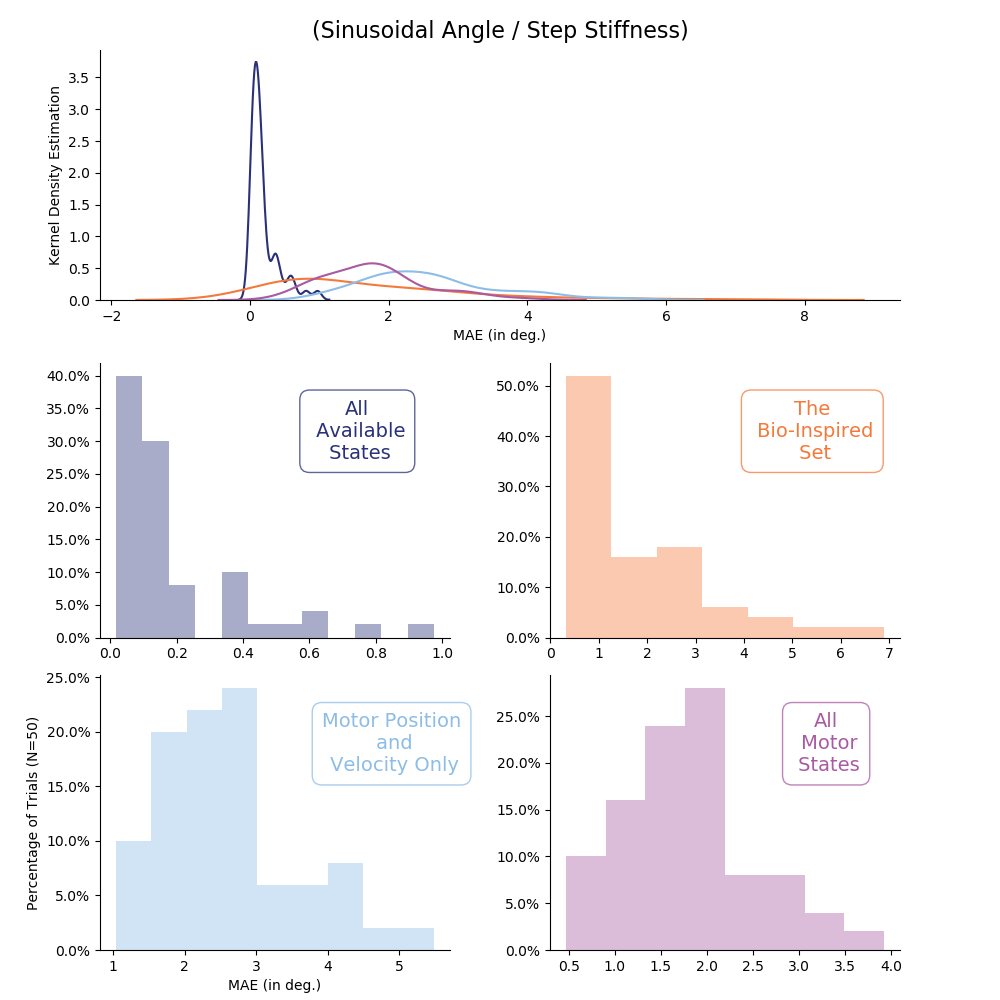 (Sinusoidal Angle / Step Stiffness)
Kernel Density Estimation
3.5
3.0
2.5
2.0
1.5
1.0
0.5
0.0
−2 0 2 4 6 8
MAE (in deg.)
40.0%
35.0%
30.0%
25.0%
20.0%
15.0%
10.0%
5.0%
0.0%
0.0 0.2 0.4 0.6 0.8 1.0
All
Available
States
50.0%
40.0%
30.0%
20.0%
10.0%
0.0%
0 1 2 3 4 5 6 7
The
Bio-Inspired
Set
Percentage of Trials (N=50)
25.0%
20.0%
15.0%
10.0%
5.0%
0.0%
1 2 3 4 5
MAE (in deg.)
Motor Position
and
Velocity Only
25.0%
20.0%
15.0%
10.0%
5.0%
0.0%
0.5 1.0 1.5 2.0 2.5 3.0 3.5 4.0
All
Motor
States